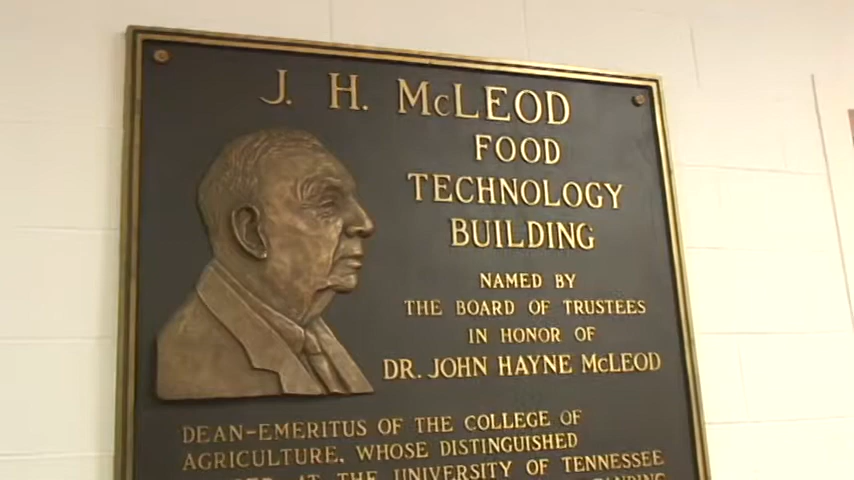 J. H. McLEOD
FOOD
TECHNOLOGY
BUILDING
NAMED BY
THE BOARD OF TRUSTEES
IN HONOR OF
DR. JOHN HAYNE McLEOD
DEAN-EMERITUS OF THE COLLEGE OF
AGRICULTURE, WHOSE DISTINGUISHED
AT THE UNIVERSITY OF TENNESSEE